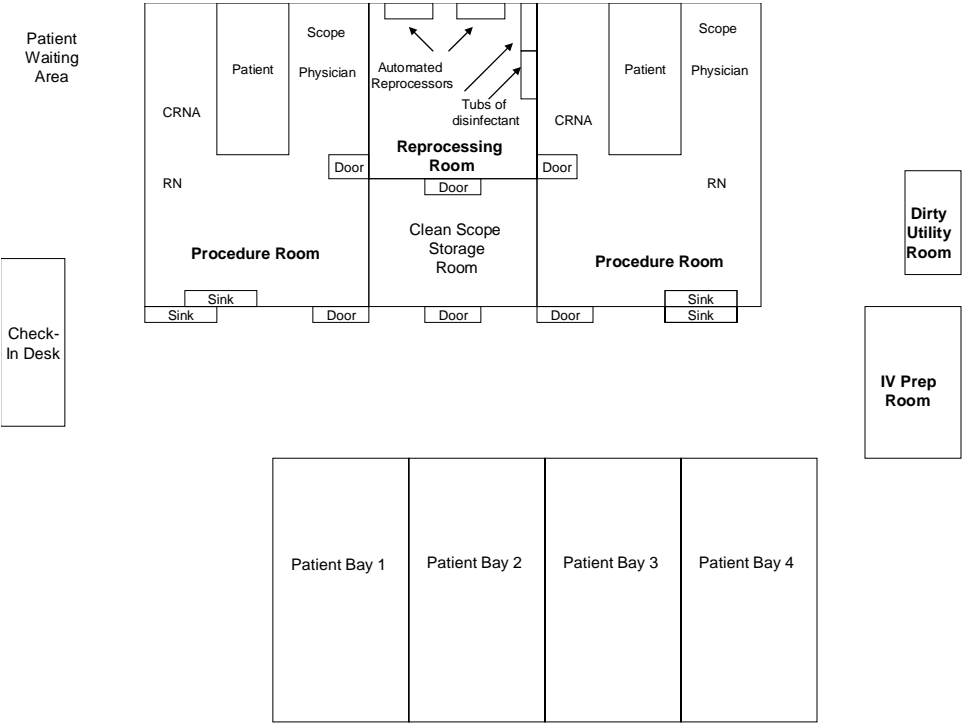 Patient
Waiting
Area
Scope
Patient
Physician
CRNA
RN
Door
Procedure Room
Sink
Sink
Door
Automated
Reprocessors
Tubs of
disinfectant
Reprocessing
Room
Door
Clean Scope
Storage
Room
Door
Scope
Patient
Physician
CRNA
Door
RN
Procedure Room
Sink
Sink
Door
Dirty
Utility
Room
Check-
In Desk
IV Prep
Room
Patient Bay 1
Patient Bay 2
Patient Bay 3
Patient Bay 4